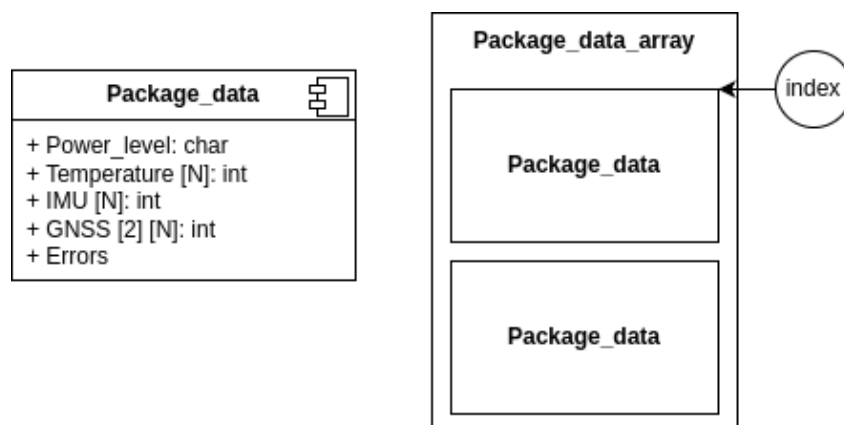 Package_data
+ Power_level: char
+ Temperature [N]: int
+ IMU [N]: int
+ GNSS [2] [N]: int
+ Errors
Package_data_array
index
Package_data
Package_data